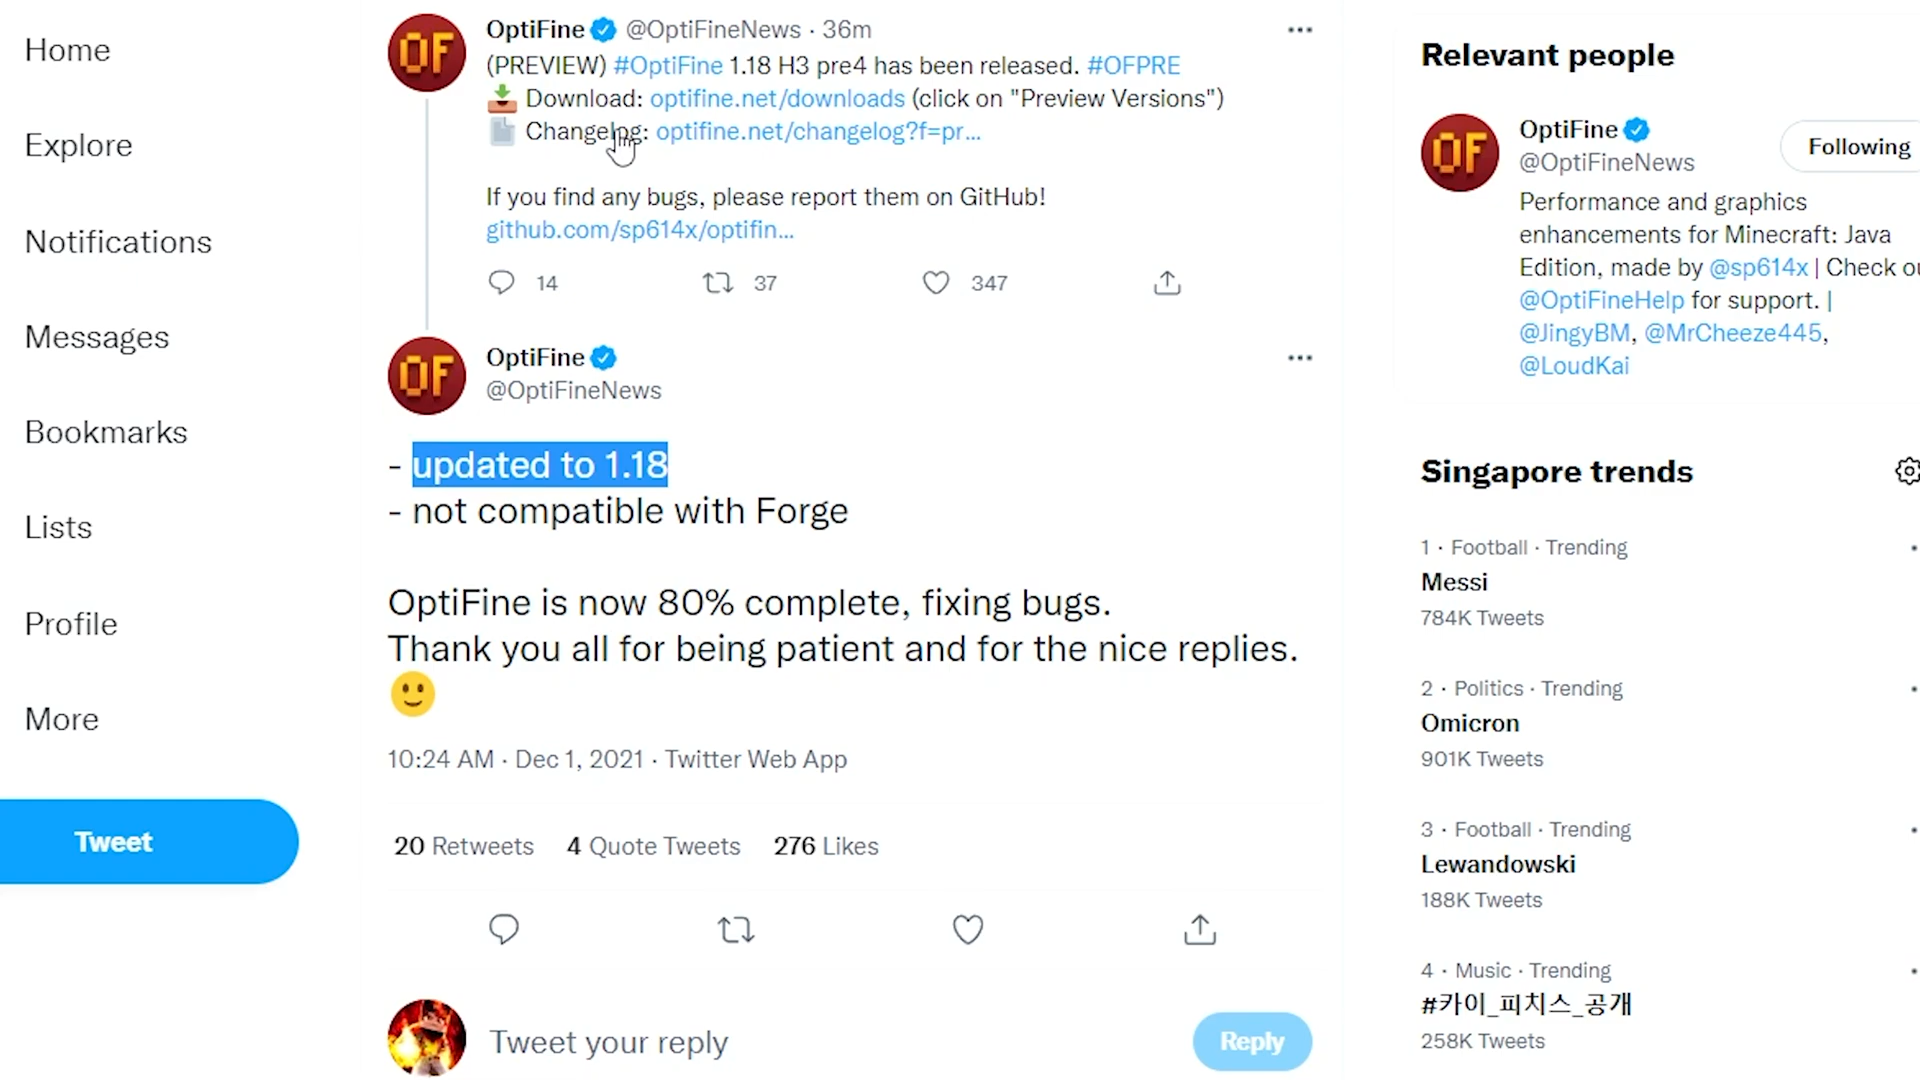 Home
Explore
Notifications
Messages
Bookmarks
Lists
Profile
More
Tweet
OF
OptiFine @OptiFineNews · 36m
(PREVIEW) #OptiFine 1.18 H3 pre4 has been released. #OFPRE
Download: optifine.net/downloads (click on "Preview Versions")
Changelog: optifine.net/changelog?f=pr...
If you find any bugs, please report them on GitHub!
github.com/sp614x/optifin...
14 37 347
OF
OptiFine
@OptiFineNews
- updated to 1.18
- not compatible with Forge
OptiFine is now 80% complete, fixing bugs.
Thank you all for being patient and for the nice replies.
10:24 AM · Dec 1, 2021 · Twitter Web App
20 Retweets 4 Quote Tweets 276 Likes
Tweet your reply
Reply
Relevant people
OF
OptiFine
@OptiFineNews
Following
Performance and graphics
enhancements for Minecraft: Java
Edition, made by @sp614x | Check ou
@OptiFineHelp for support. |
@JingyBM, @MrCheeze445,
@LoudKai
Singapore trends
1 · Football · Trending
Messi
784K Tweets
2 · Politics · Trending
Omicron
901K Tweets
3 · Football · Trending
Lewandowski
188K Tweets
4 · Music · Trending
#카이_피치스_공개
258K Tweets